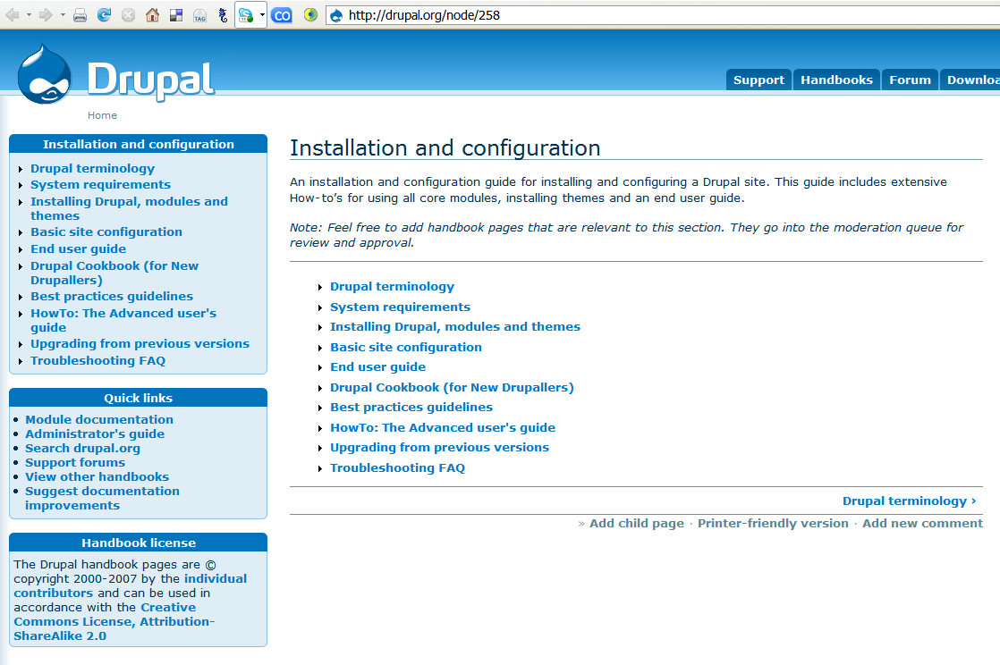 TAG
CO
http://drupal.org/node/258
Drupal
Support
Handbooks
Forum
Home
Installation and configuration
Drupal terminology
System requirements
Installing Drupal, modules and
themes
Basic site configuration
End user guide
Drupal Cookbook (for New
Drupallers)
Best practices guidelines
HowTo: The Advanced user's
guide
Upgrading from previous versions
Troubleshooting FAQ
Quick links
Module documentation
Administrator's guide
Search drupal.org
Support forums
View other handbooks
Suggest documentation
improvements
Handbook license
The Drupal handbook pages are ©
copyright 2000-2007 by the individual
contributors and can be used in
accordance with the Creative
Commons License, Attribution-
ShareAlike 2.0
Installation and configuration
An installation and configuration guide for installing and configuring a Drupal site. This guide includes extensive
How-to’s for using all core modules, installing themes and an end user guide.
Note: Feel free to add handbook pages that are relevant to this section. They go into the moderation queue for
review and approval.
Drupal terminology
System requirements
Installing Drupal, modules and themes
Basic site configuration
End user guide
Drupal Cookbook (for New Drupallers)
Best practices guidelines
HowTo: The Advanced user's guide
Upgrading from previous versions
Troubleshooting FAQ
Drupal terminology ›
» Add child page · Printer-friendly version · Add new comment